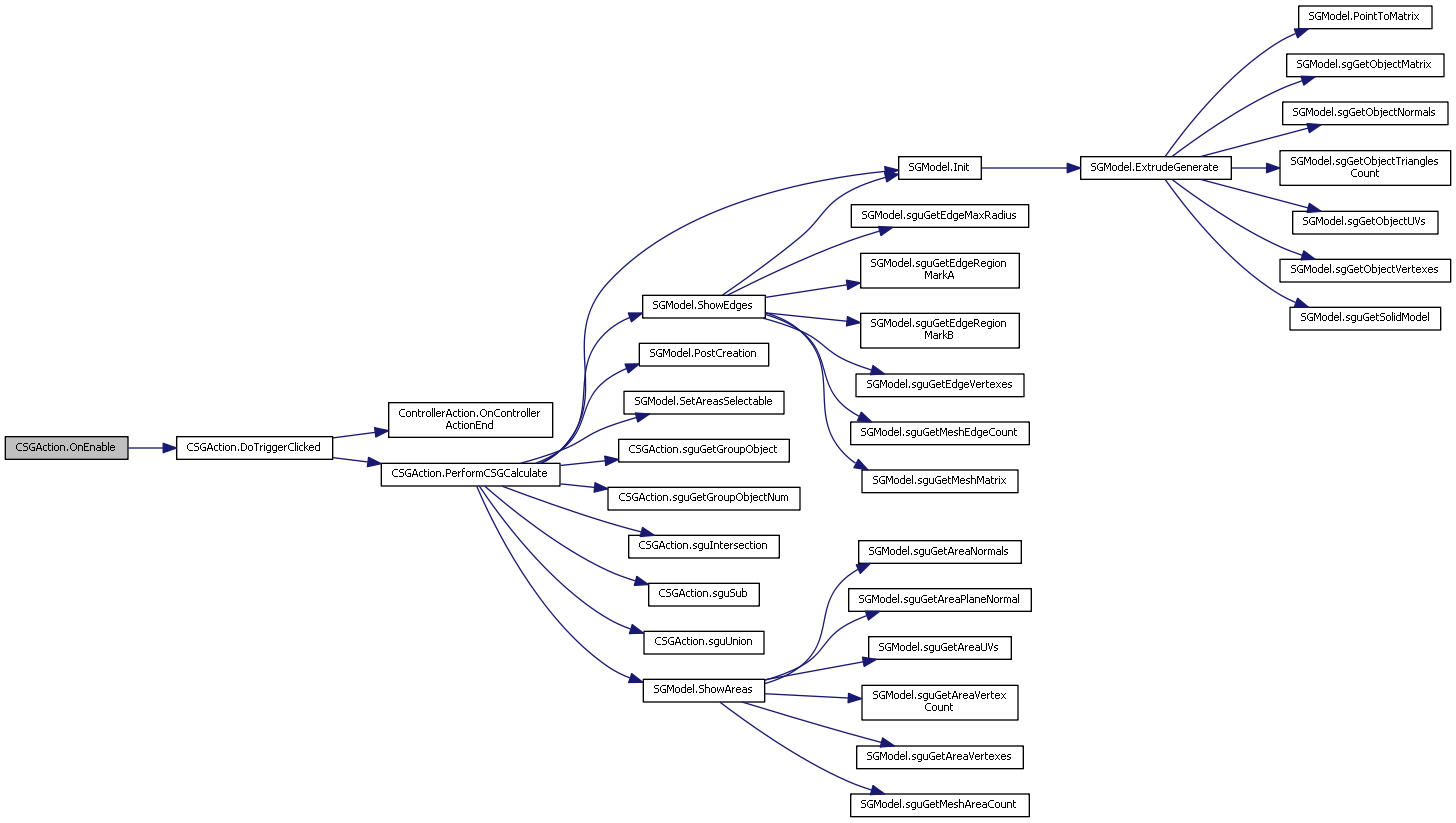 CSGAction.OnEnable
CSGAction.DoTriggerClicked
ControllerAction.OnController
ActionEnd
CSGAction.PerformCSGCalculate
SGModel.ShowEdges
SGModel.PostCreation
SGModel.SetAreasSelectable
CSGAction.sguGetGroupObject
CSGAction.sguGetGroupObjectNum
CSGAction.sguIntersection
CSGAction.sguSub
CSGAction.sguUnion
SGModel.ShowAreas
SGModel.Init
SGModel.sguGetEdgeMaxRadius
SGModel.sguGetEdgeRegion
MarkA
SGModel.sguGetEdgeRegion
MarkB
SGModel.sguGetEdgeVertexes
SGModel.sguGetMeshEdgeCount
SGModel.sguGetMeshMatrix
SGModel.sguGetAreaNormals
SGModel.sguGetAreaPlaneNormal
SGModel.sguGetAreaUVs
SGModel.sguGetAreaVertex
Count
SGModel.sguGetAreaVertexes
SGModel.sguGetMeshAreaCount
SGModel.ExtrudeGenerate
SGModel.PointToMatrix
SGModel.sgGetObjectMatrix
SGModel.sgGetObjectNormals
SGModel.sgGetObjectTriangles
Count
SGModel.sgGetObjectUVs
SGModel.sgGetObjectVertexes
SGModel.sguGetSolidModel